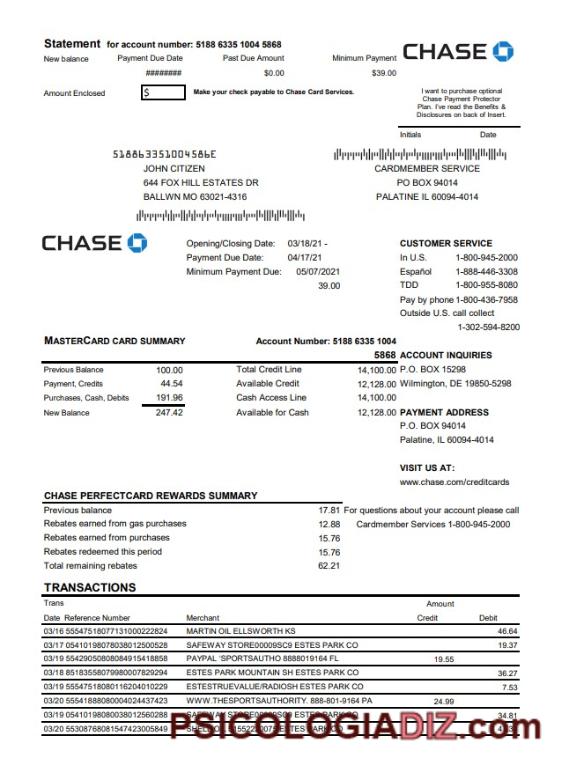 Statement for account number: 5188 6335 1004 5868
CHASE
New balance Payment Due Date Past Due Amount Minimum Payment
######## $0.00 $39.00
Amount Enclosed $ Make your check payable to Chase Card Services.
I want to purchase optional
Chase Payment Protector
Plan. I've read the Benefits &
Disclosures on back of Insert.
Initials Date
518863351004586E
JOHN CITIZEN
644 FOX HILL ESTATES DR
BALLWN MO 63021-4316
CARDMEMBER SERVICE
PO BOX 94014
PALATINE IL 60094-4014
CHASE
Opening/Closing Date: 03/18/21 -
Payment Due Date: 04/17/21
Minimum Payment Due: 05/07/2021
39.00
CUSTOMER SERVICE
In U.S. 1-800-945-2000
Español 1-888-446-3308
TDD 1-800-955-8080
Pay by phone 1-800-436-7958
Outside U.S. call collect
1-302-594-8200
MASTERCARD CARD SUMMARY Account Number: 5188 6335 1004
5868
Previous Balance 100.00 Total Credit Line 14,100.00
Payment, Credits 44.54 Available Credit 12,128.00
Purchases, Cash, Debits 191.96 Cash Access Line 14,100.00
New Balance 247.42 Available for Cash 12,128.00
ACCOUNT INQUIRIES
P.O. BOX 15298
Wilmington, DE 19850-5298
PAYMENT ADDRESS
P.O. BOX 94014
Palatine, IL 60094-4014
VISIT US AT:
www.chase.com/creditcards
CHASE PERFECTCARD REWARDS SUMMARY
Previous balance 17.81
Rebates earned from gas purchases 12.88
Rebates earned from purchases 15.76
Rebates redeemed this period 15.76
Total remaining rebates 62.21
For questions about your account please call
Cardmember Services 1-800-945-2000
TRANSACTIONS
Trans Amount
Date Reference Number Merchant Credit Debit
03/16 55547518077131000222824 MARTIN OIL ELLSWORTH KS 46.64
03/17 05410198078038012500528 SAFEWAY STORE00009SC9 ESTES PARK CO 19.37
03/19 55429050808084915418858 PAYPAL 'SPORTSAUTHO 8888019164 FL 19.55
03/18 85183558079980007829294 ESTES PARK MOUNTAIN SH ESTES PARK CO 36.27
03/19 55547518080116204010229 ESTESTRUEVALUE/RADIOSH ESTES PARK CO 7.53
03/20 55541888080004024437423 WWW.THESPORTSAUTHORITY. 888-801-9164 PA 24.99
03/19 05410198080038012560288 SAFEWAY STORE00009SC9 ESTES PARK CO 34.81
03/20 55308768081547423005849
PSICOLOGIADIZ.com